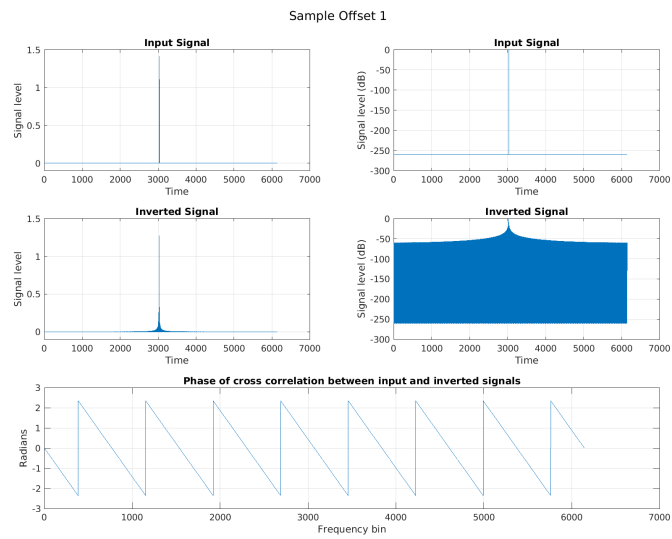 Sample Offset 1
Input Signal
Signal level
1.5
1
0.5
0
0 1000 2000 3000 4000 5000 6000 7000
Time
Input Signal
Signal level (dB)
0
-50
-100
-150
-200
-250
-300
0 1000 2000 3000 4000 5000 6000 7000
Time
Inverted Signal
Signal level
1.5
1
0.5
0
0 1000 2000 3000 4000 5000 6000 7000
Time
Inverted Signal
Signal level (dB)
0
-50
-100
-150
-200
-250
-300
0 1000 2000 3000 4000 5000 6000 7000
Time
Phase of cross correlation between input and inverted signals
Radians
3
2
1
0
-1
-2
-3
0 1000 2000 3000 4000 5000 6000 7000
Frequency bin